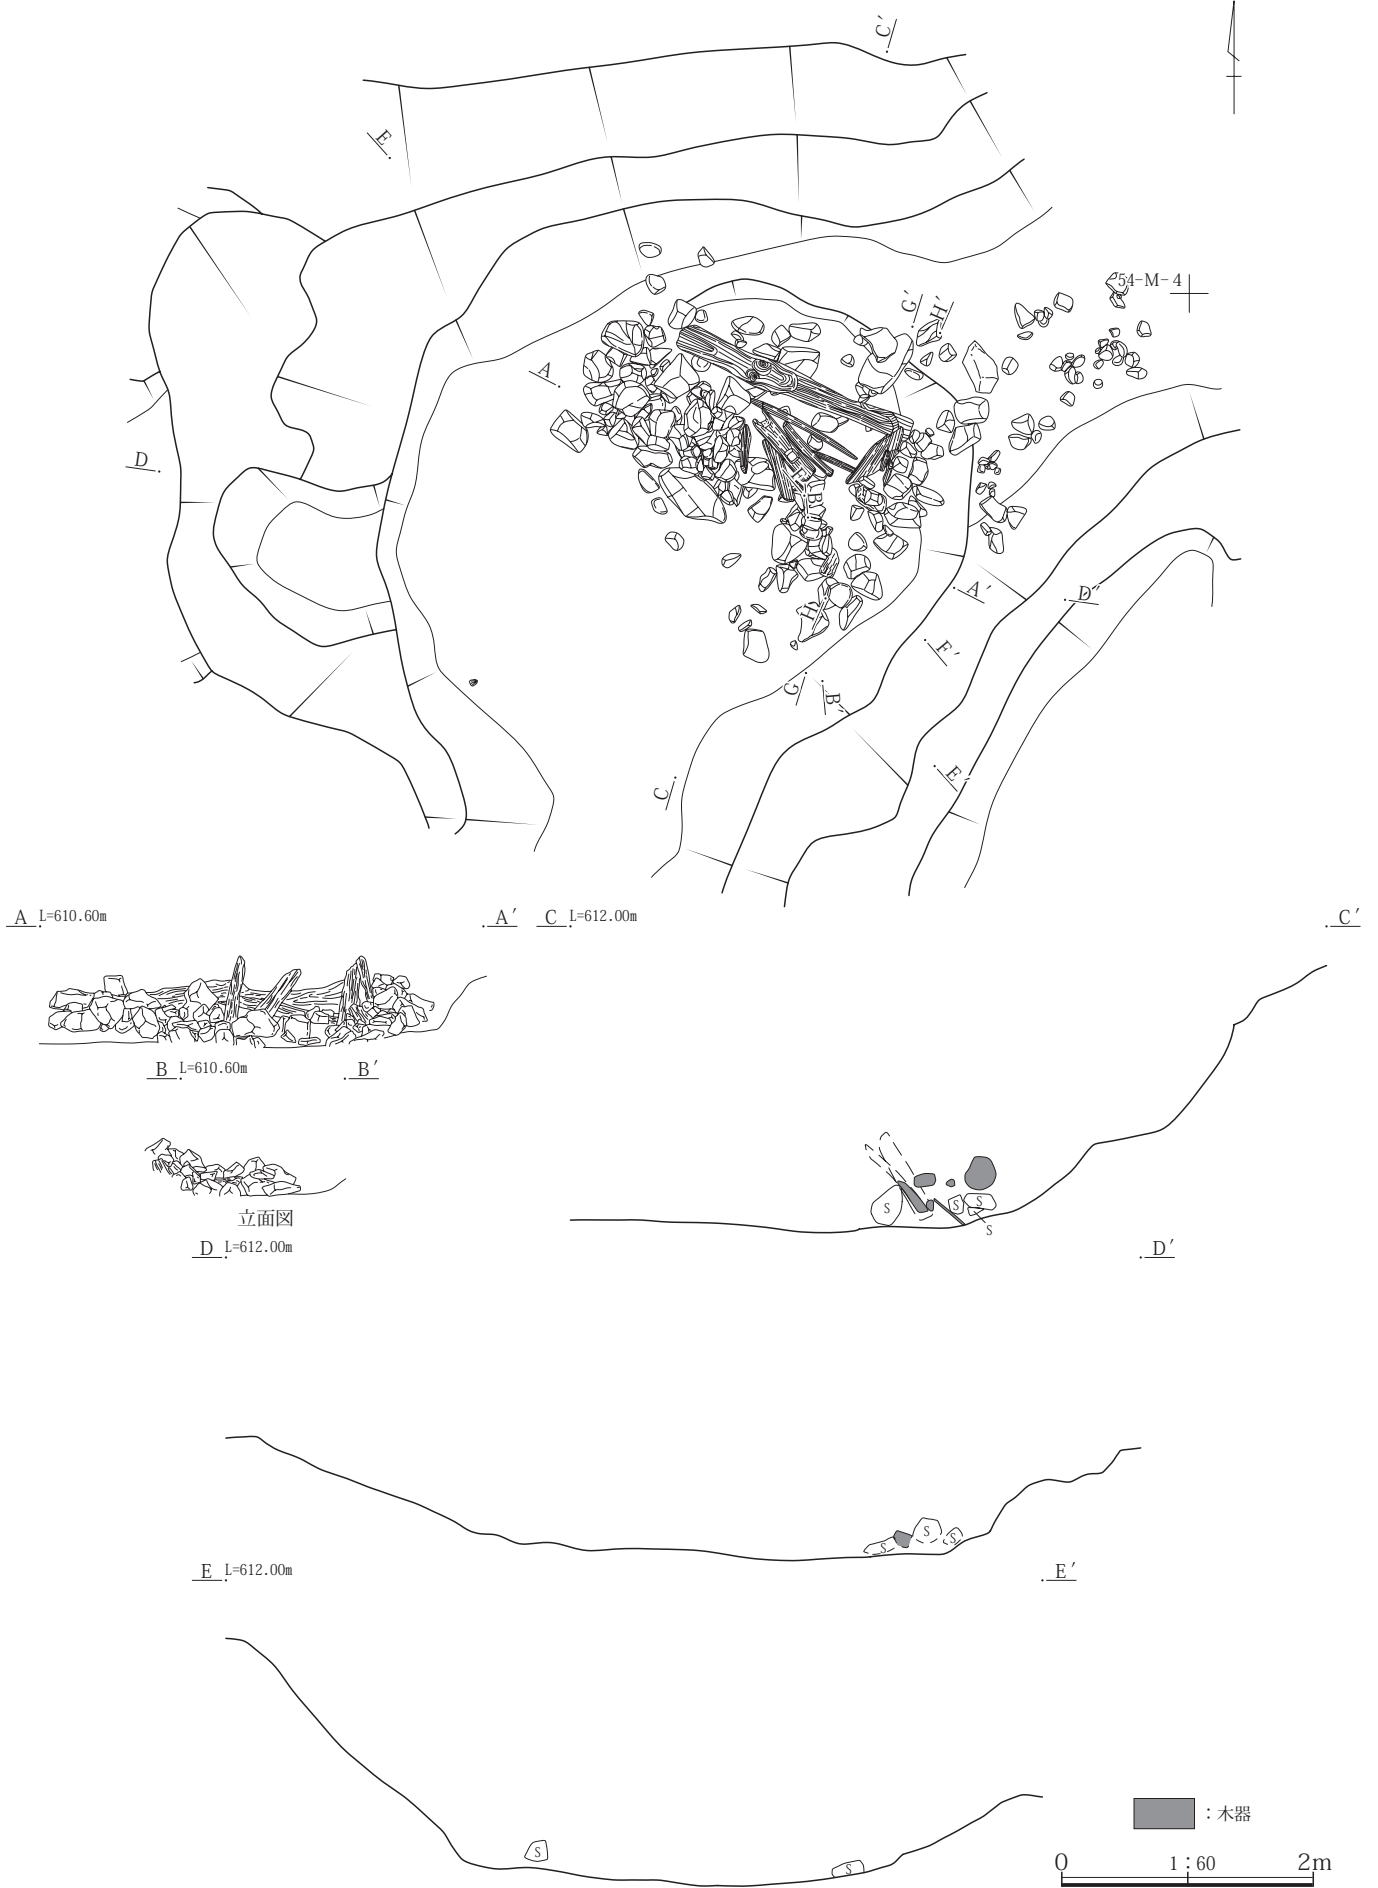 C′
E
54-M-4
G′
H′
A
D
F
B
A′
D′
H
F′
G
B′
E′
C
A L=610.60m A′
C L=612.00m C′
B L=610.60m B′
S
S
S
S
立面図
D L=612.00m D′
S
S
S
E L=612.00m E′
S
S
：木器
0 1：60 2m